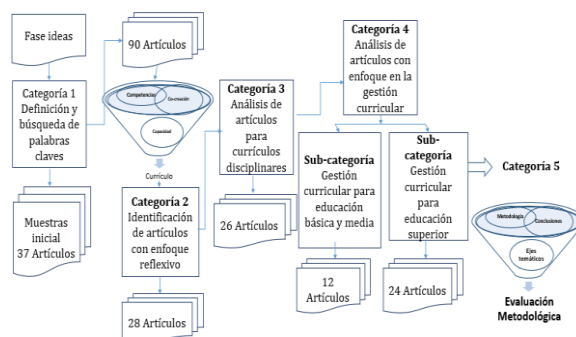 Fase ideas
Categoría 1
Definición y
búsqueda de
palabras
claves
Muestras
inicial
37 Artículos
90 Artículos
Competencias
Co-creación
Capacidad
Currículo
Categoría 2
Identificación
de artículos
con enfoque
reflexivo
28 Artículos
Categoría 3
Análisis de
artículos
para
currículos
disciplinares
26 Artículos
Categoría 4
Análisis de
artículos con
enfoque en la
gestión
curricular
Sub-categoría
Gestión
curricular para
educación
básica y media
12
Artículos
Sub-
categoría
Gestión
curricular
para
educación
superior
24 Artículos
Categoría 5
Metodología
Conclusiones
Ejes
temáticos
Evaluación
Metodológica